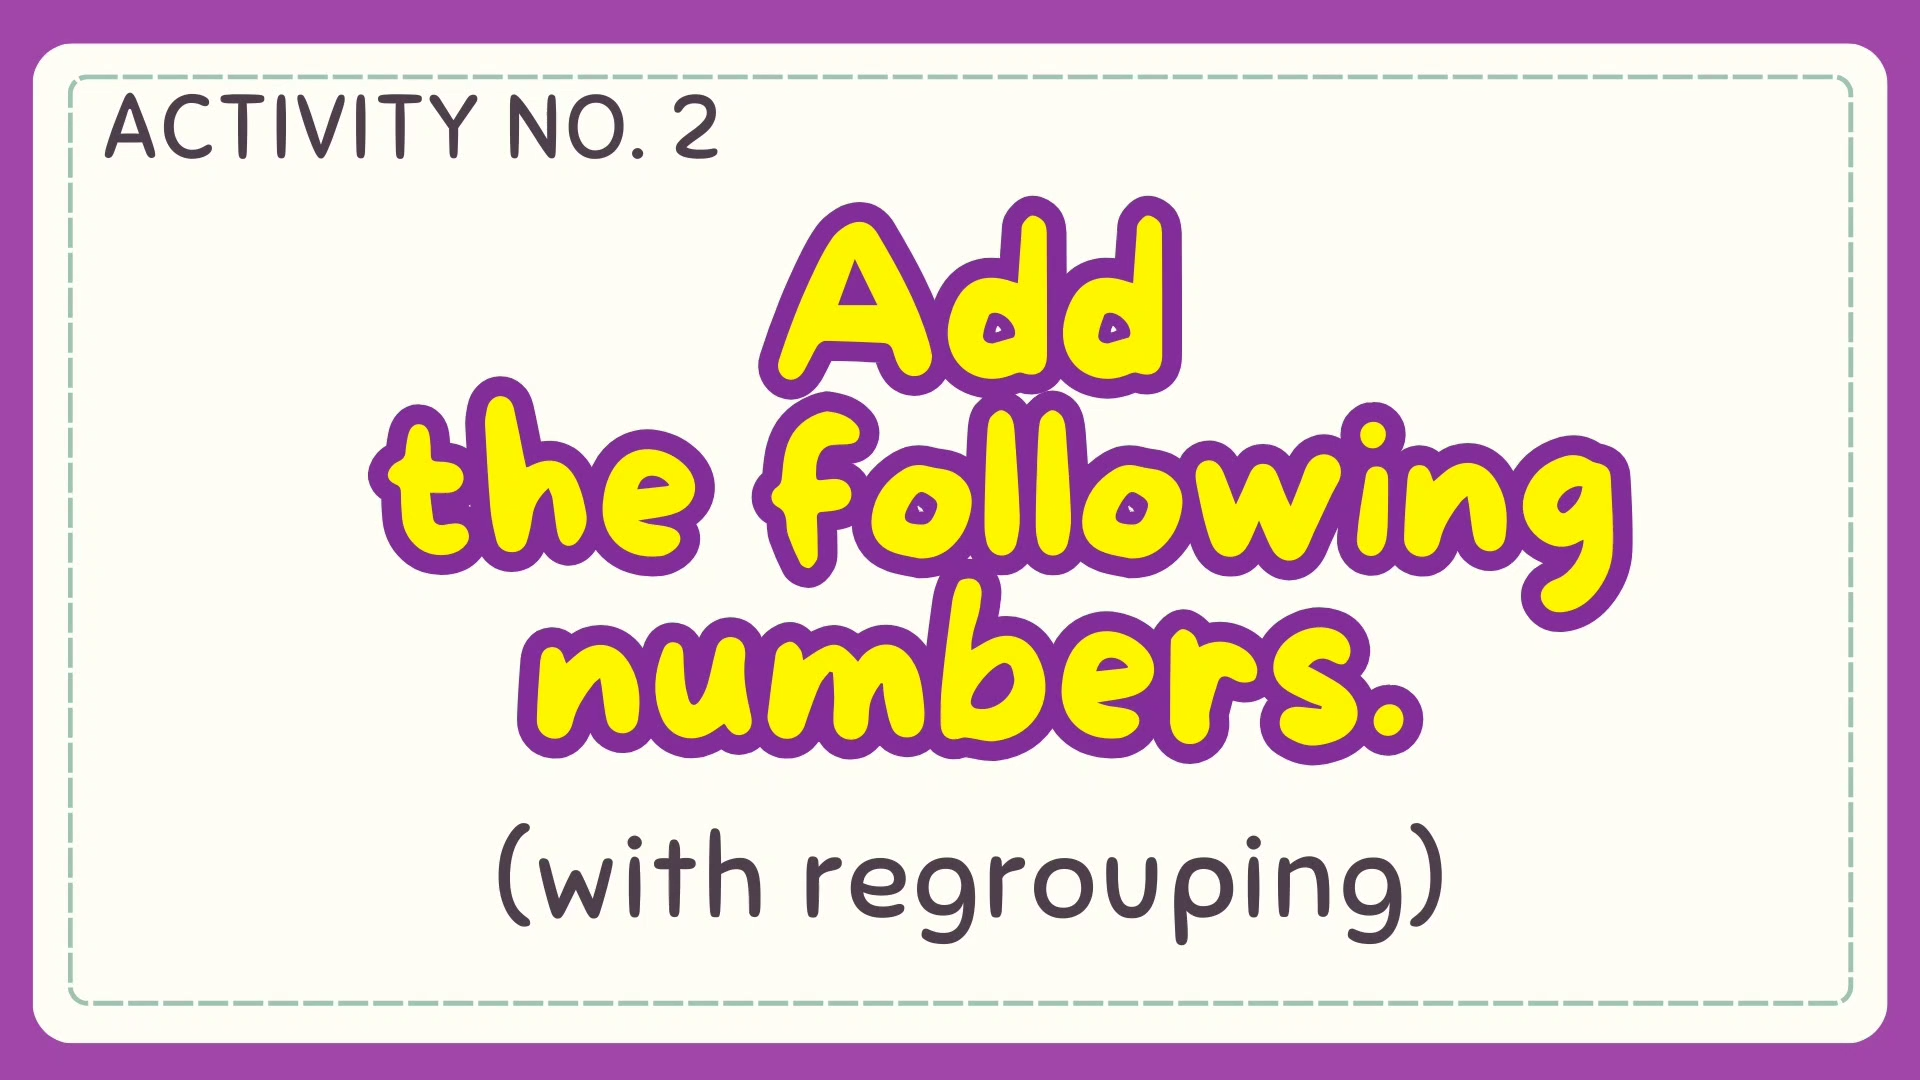 ACTIVITY NO. 2
Add
the following
numbers.
(with regrouping)